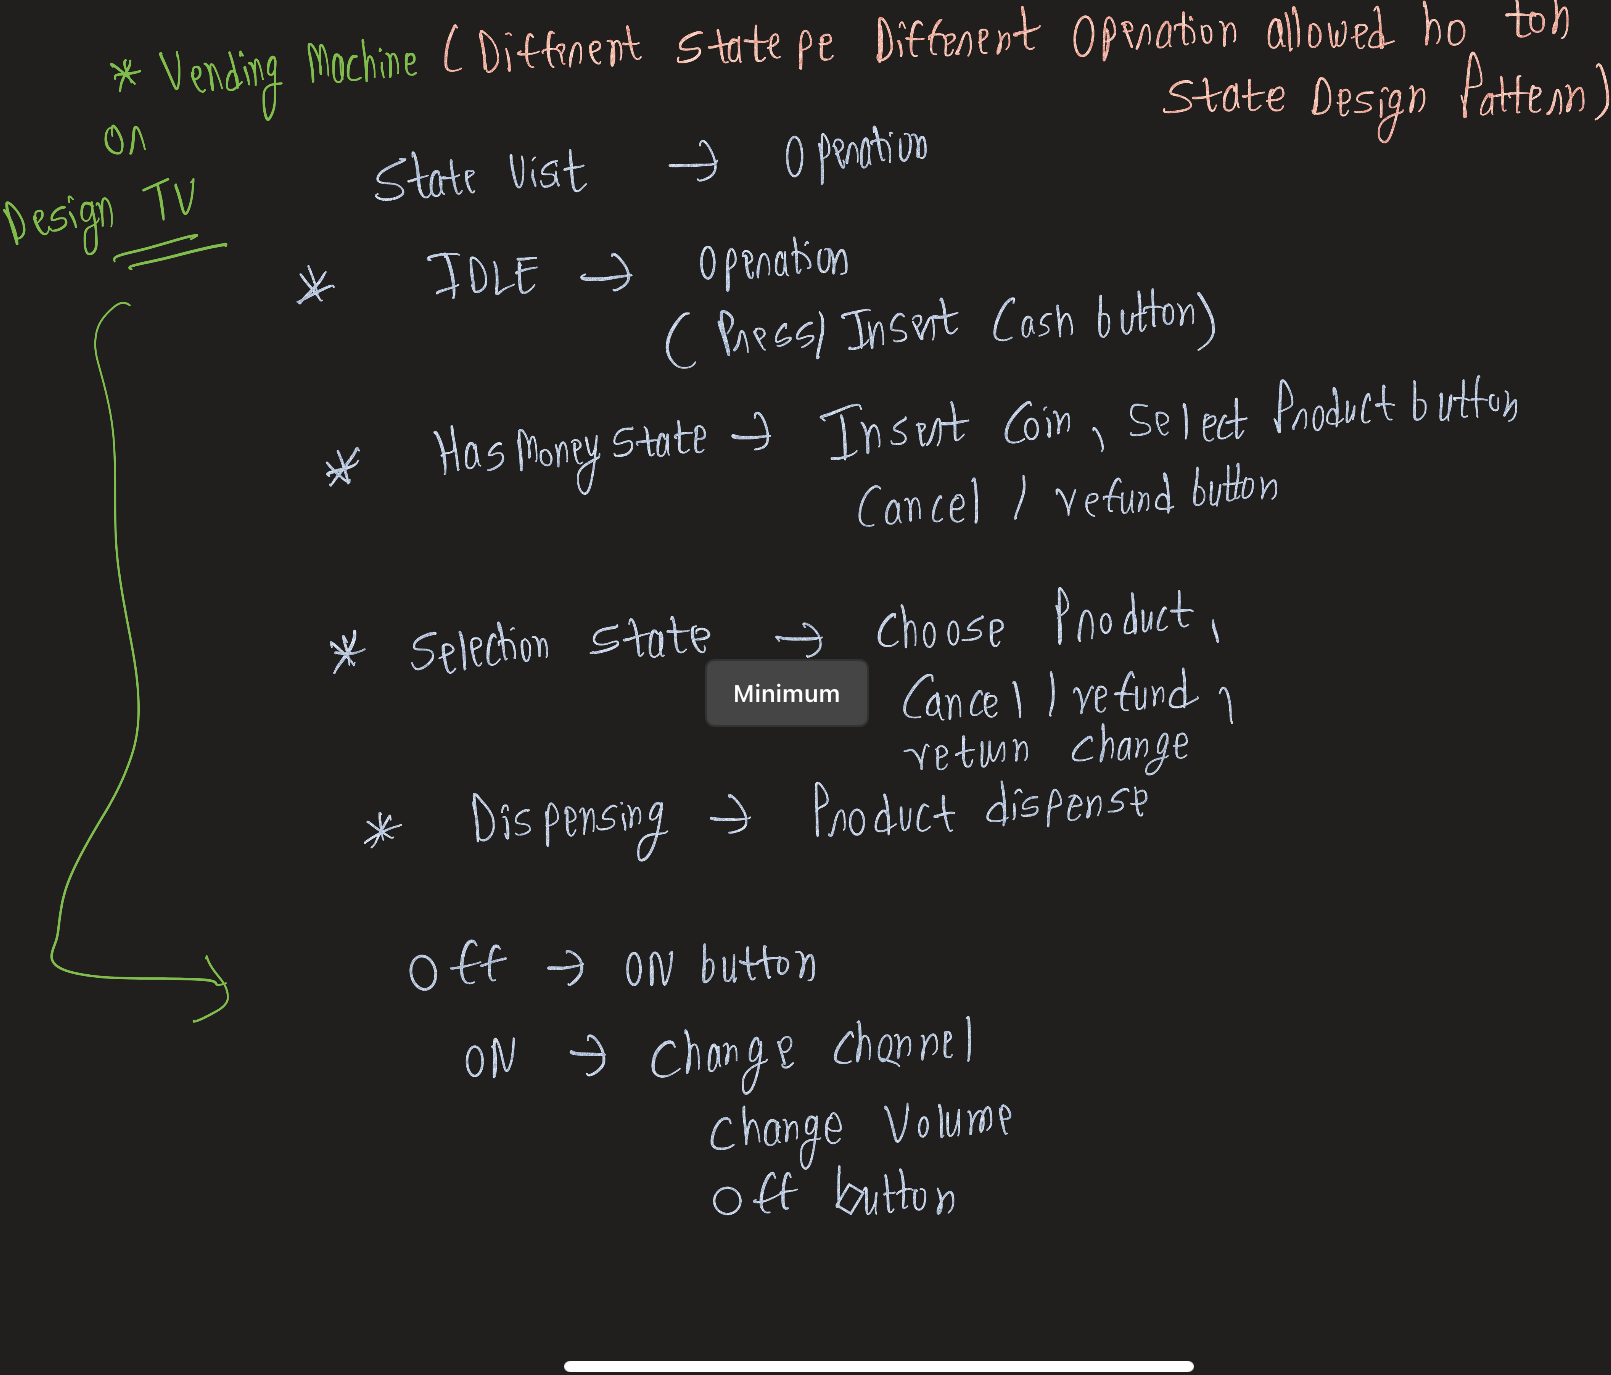 * Vending Machine (Different State pe Different Operation allowed ho toh
State Design Pattern)
or
Design TV
State Visit → Operation
* IDLE → Operation
(Press/Insert Cash button)
* Has Money State → Insert Coin, Select Product button
Cancel / refund button
* Selection State → Choose Product,
Minimum
Cancel / refund,
return change
* Dispensing → Product dispense
Off → ON button
ON → Change Channel
Change Volume
Off button